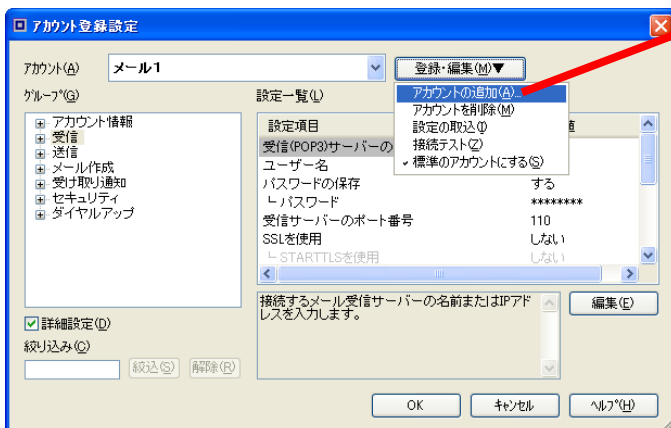 アカウント登録設定
アカウント(A) メール1 登録・編集(M)▼
アカウントの追加(A)...
アカウントを削除(M)
設定の取込(I)
接続テスト(Z)
標準のアカウントにする(S)
グループ(G)
アカウント情報
受信
送信
メール作成
受け取り通知
セキュリティ
ダイヤルアップ
設定一覧(L)
設定項目 値
受信(POP3)サーバーの
ユーザー名
パスワードの保存 する
└パスワード ********
受信サーバーのポート番号 110
SSLを使用 しない
└STARTTLSを使用 しない
接続するメール受信サーバーの名前またはIPアド
レスを入力します。
編集(E)
詳細設定(D)
絞り込み(C)
絞込(S) 解除(R)
OK キャンセル ヘルプ(H)